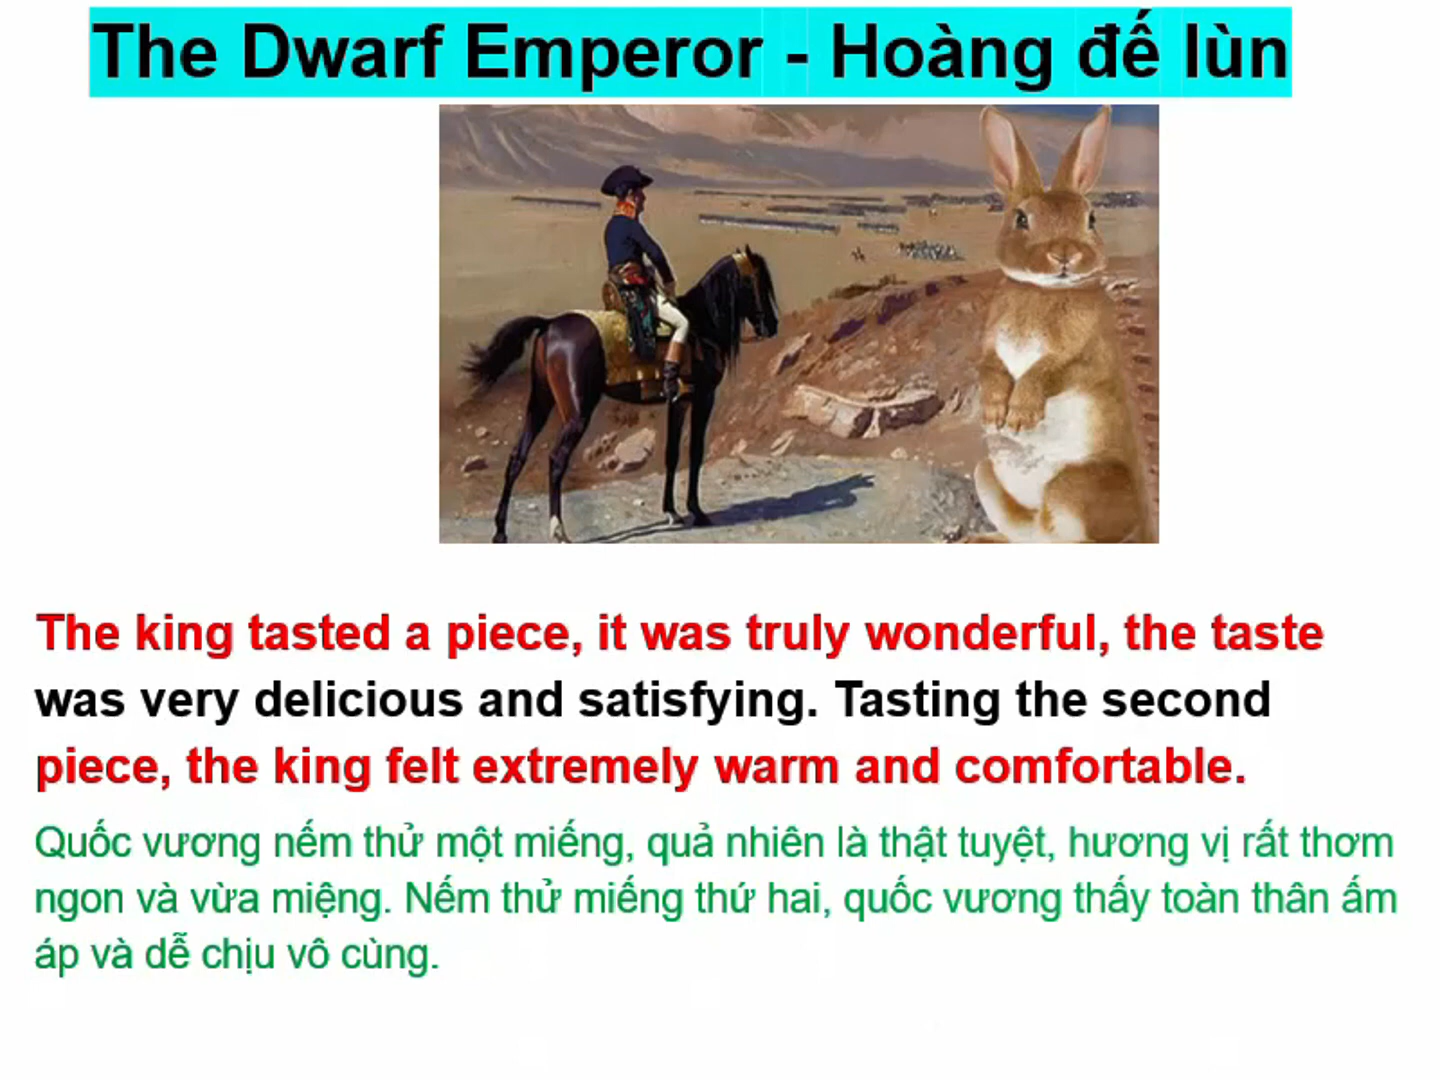 The Dwarf Emperor - Hoàng đế lùn
The king tasted a piece, it was truly wonderful, the taste
was very delicious and satisfying. Tasting the second
piece, the king felt extremely warm and comfortable.
Quốc vương nếm thử một miếng, quả nhiên là thật tuyệt, hương vị rất thơm
ngon và vừa miệng. Nếm thử miếng thứ hai, quốc vương thấy toàn thân ấm
áp và dễ chịu vô cùng.